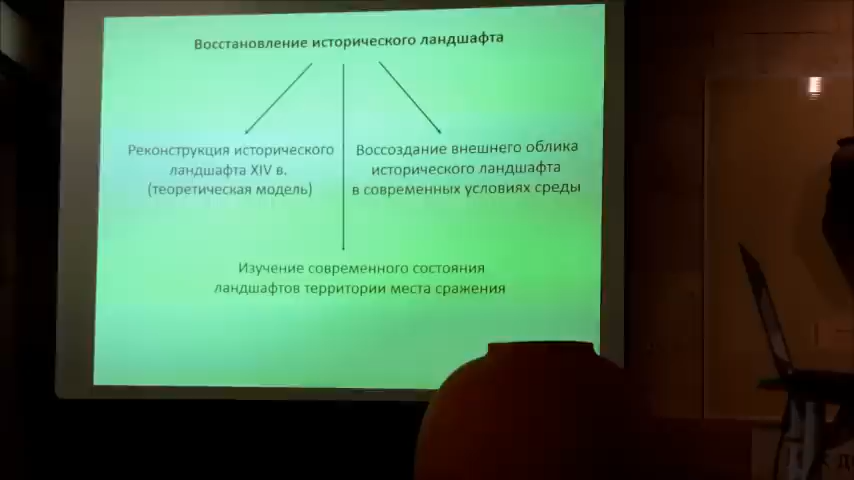 Восстановление исторического ландшафта
Реконструкция исторического
ландшафта XIV в.
(теоретическая модель)
Воссоздание внешнего облика
исторического ландшафта
в современных условиях среды
Изучение современного состояния
ландшафтов территории места сражения